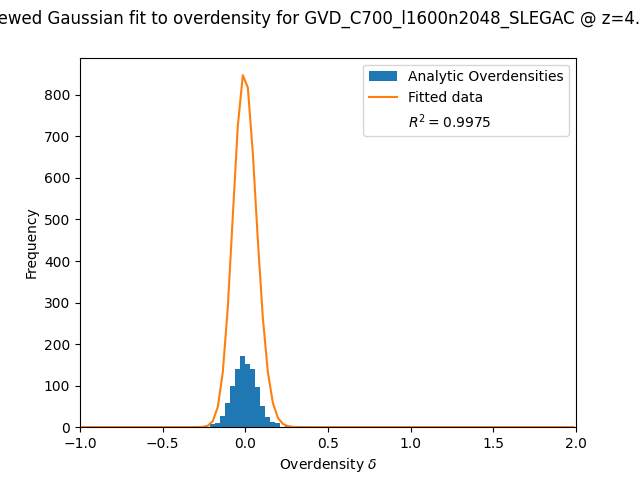 ewed Gaussian fit to overdensity for GVD_C700_l1600n2048_SLEGAC @ z=4.
Analytic Overdensities
Fitted data
R² = 0.9975
Frequency
800
700
600
500
400
300
200
100
0
−1.0 −0.5 0.0 0.5 1.0 1.5 2.0
Overdensity δ